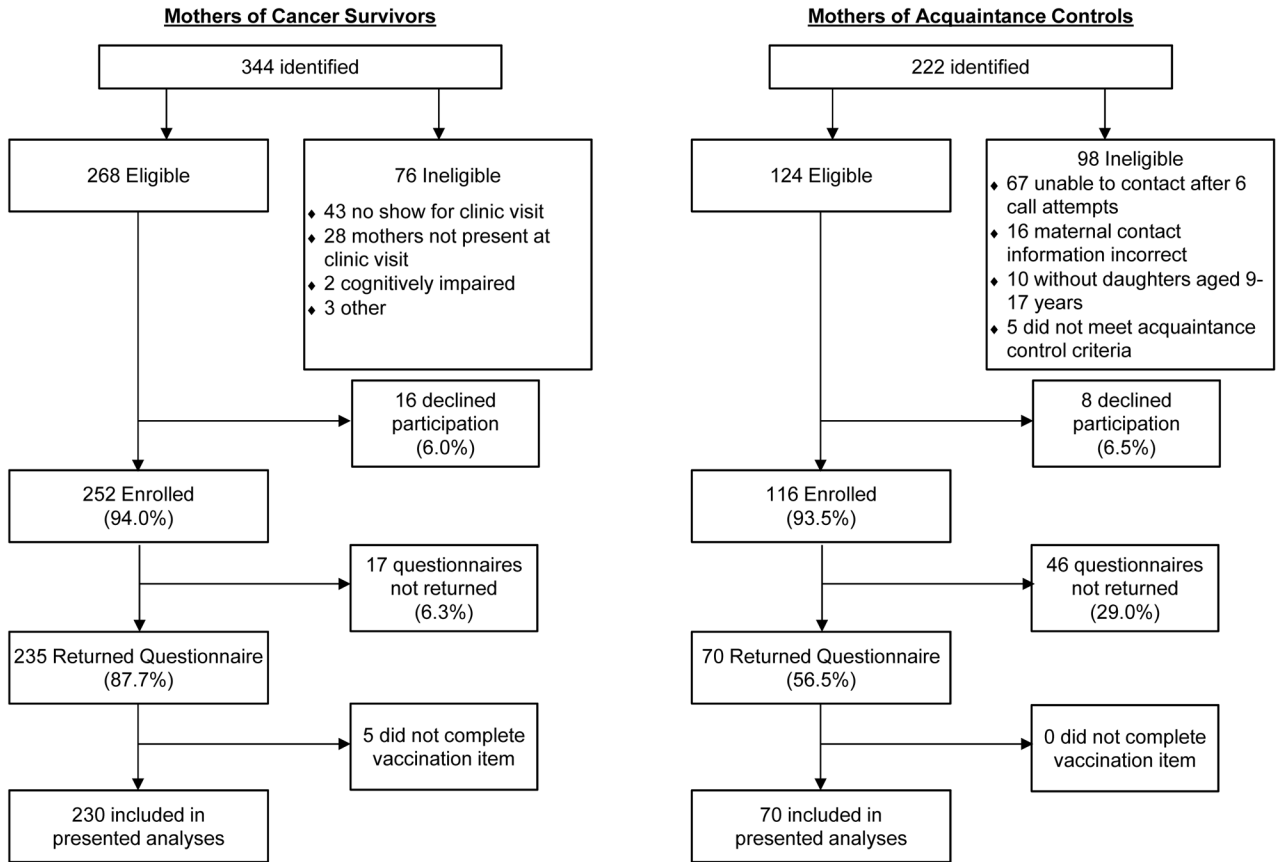 Mothers of Cancer Survivors
344 identified
268 Eligible
76 Ineligible
♦ 43 no show for clinic visit
♦ 28 mothers not present at
clinic visit
♦ 2 cognitively impaired
♦ 3 other
16 declined
participation
(6.0%)
252 Enrolled
(94.0%)
17 questionnaires
not returned
(6.3%)
235 Returned Questionnaire
(87.7%)
5 did not complete
vaccination item
230 included in
presented analyses
Mothers of Acquaintance Controls
222 identified
124 Eligible
98 Ineligible
♦ 67 unable to contact after 6
call attempts
♦ 16 maternal contact
information incorrect
♦ 10 without daughters aged 9-
17 years
♦ 5 did not meet acquaintance
control criteria
8 declined
participation
(6.5%)
116 Enrolled
(93.5%)
46 questionnaires
not returned
(29.0%)
70 Returned Questionnaire
(56.5%)
0 did not complete
vaccination item
70 included in
presented analyses